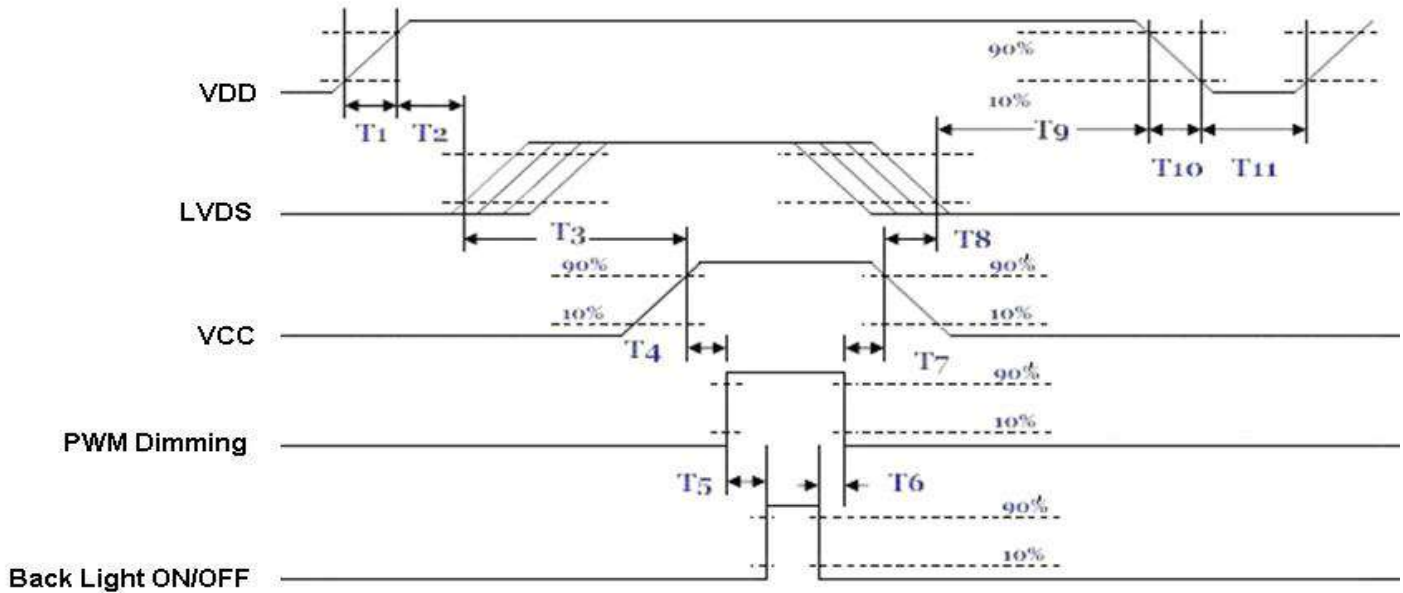 90%
VDD
10%
T1 T2
T9
T10 T11
LVDS
T3
T8
90%
90%
10%
10%
VCC
T4
T7
90%
10%
PWM Dimming
T5
T6
90%
10%
Back Light ON/OFF